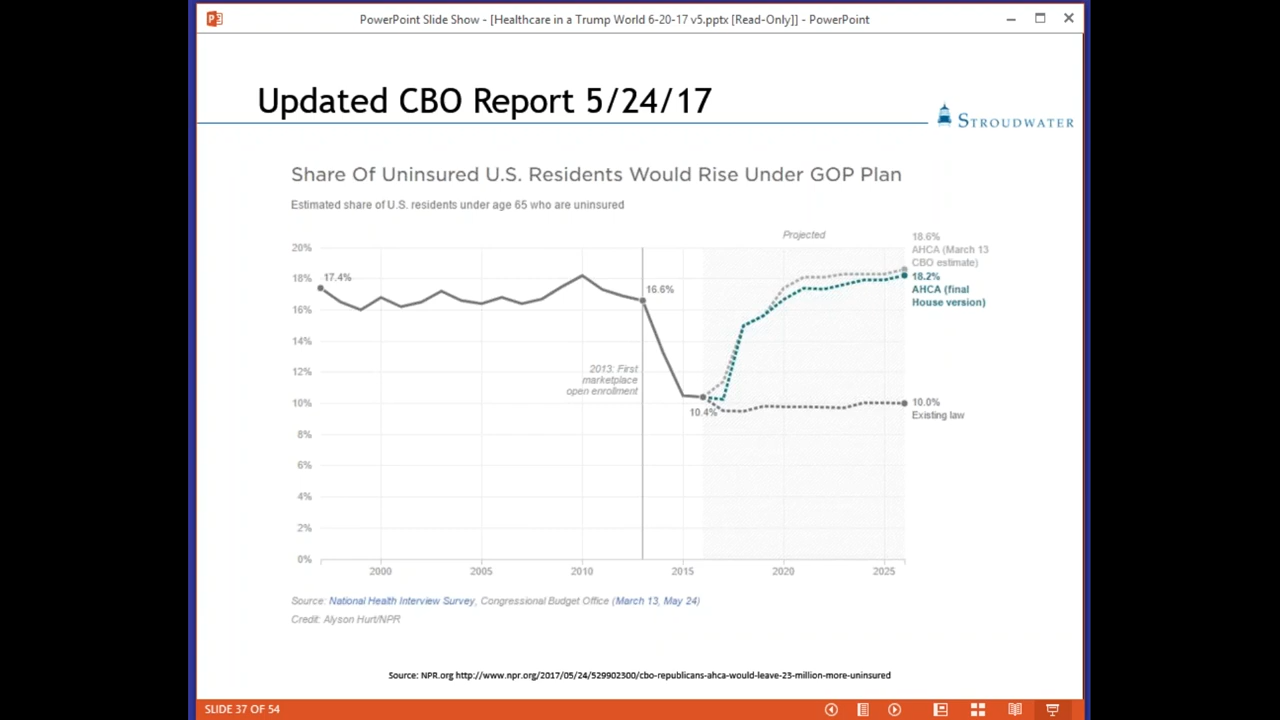 PowerPoint Slide Show - [Healthcare in a Trump World 6-20-17 v5.pptx [Read-Only]] - PowerPoint
Updated CBO Report 5/24/17
STROUDWATER
Share Of Uninsured U.S. Residents Would Rise Under GOP Plan
Estimated share of U.S. residents under age 65 who are uninsured
Projected
20%
18%
16%
14%
12%
10%
8%
6%
4%
2%
0%
17.4%
16.6%
2013: First
marketplace
open enrollment
10.4%
18.6%
AHCA (March 13
CBO estimate)
18.2%
AHCA (final
House version)
10.0%
Existing law
2000
2005
2010
2015
2020
2025
Source: National Health Interview Survey, Congressional Budget Office (March 13, May 24)
Credit: Alyson Hurt/NPR
Source: NPR.org http://www.npr.org/2017/05/24/529902300/cbo-republicans-ahca-would-leave-23-million-more-uninsured
SLIDE 37 OF 54